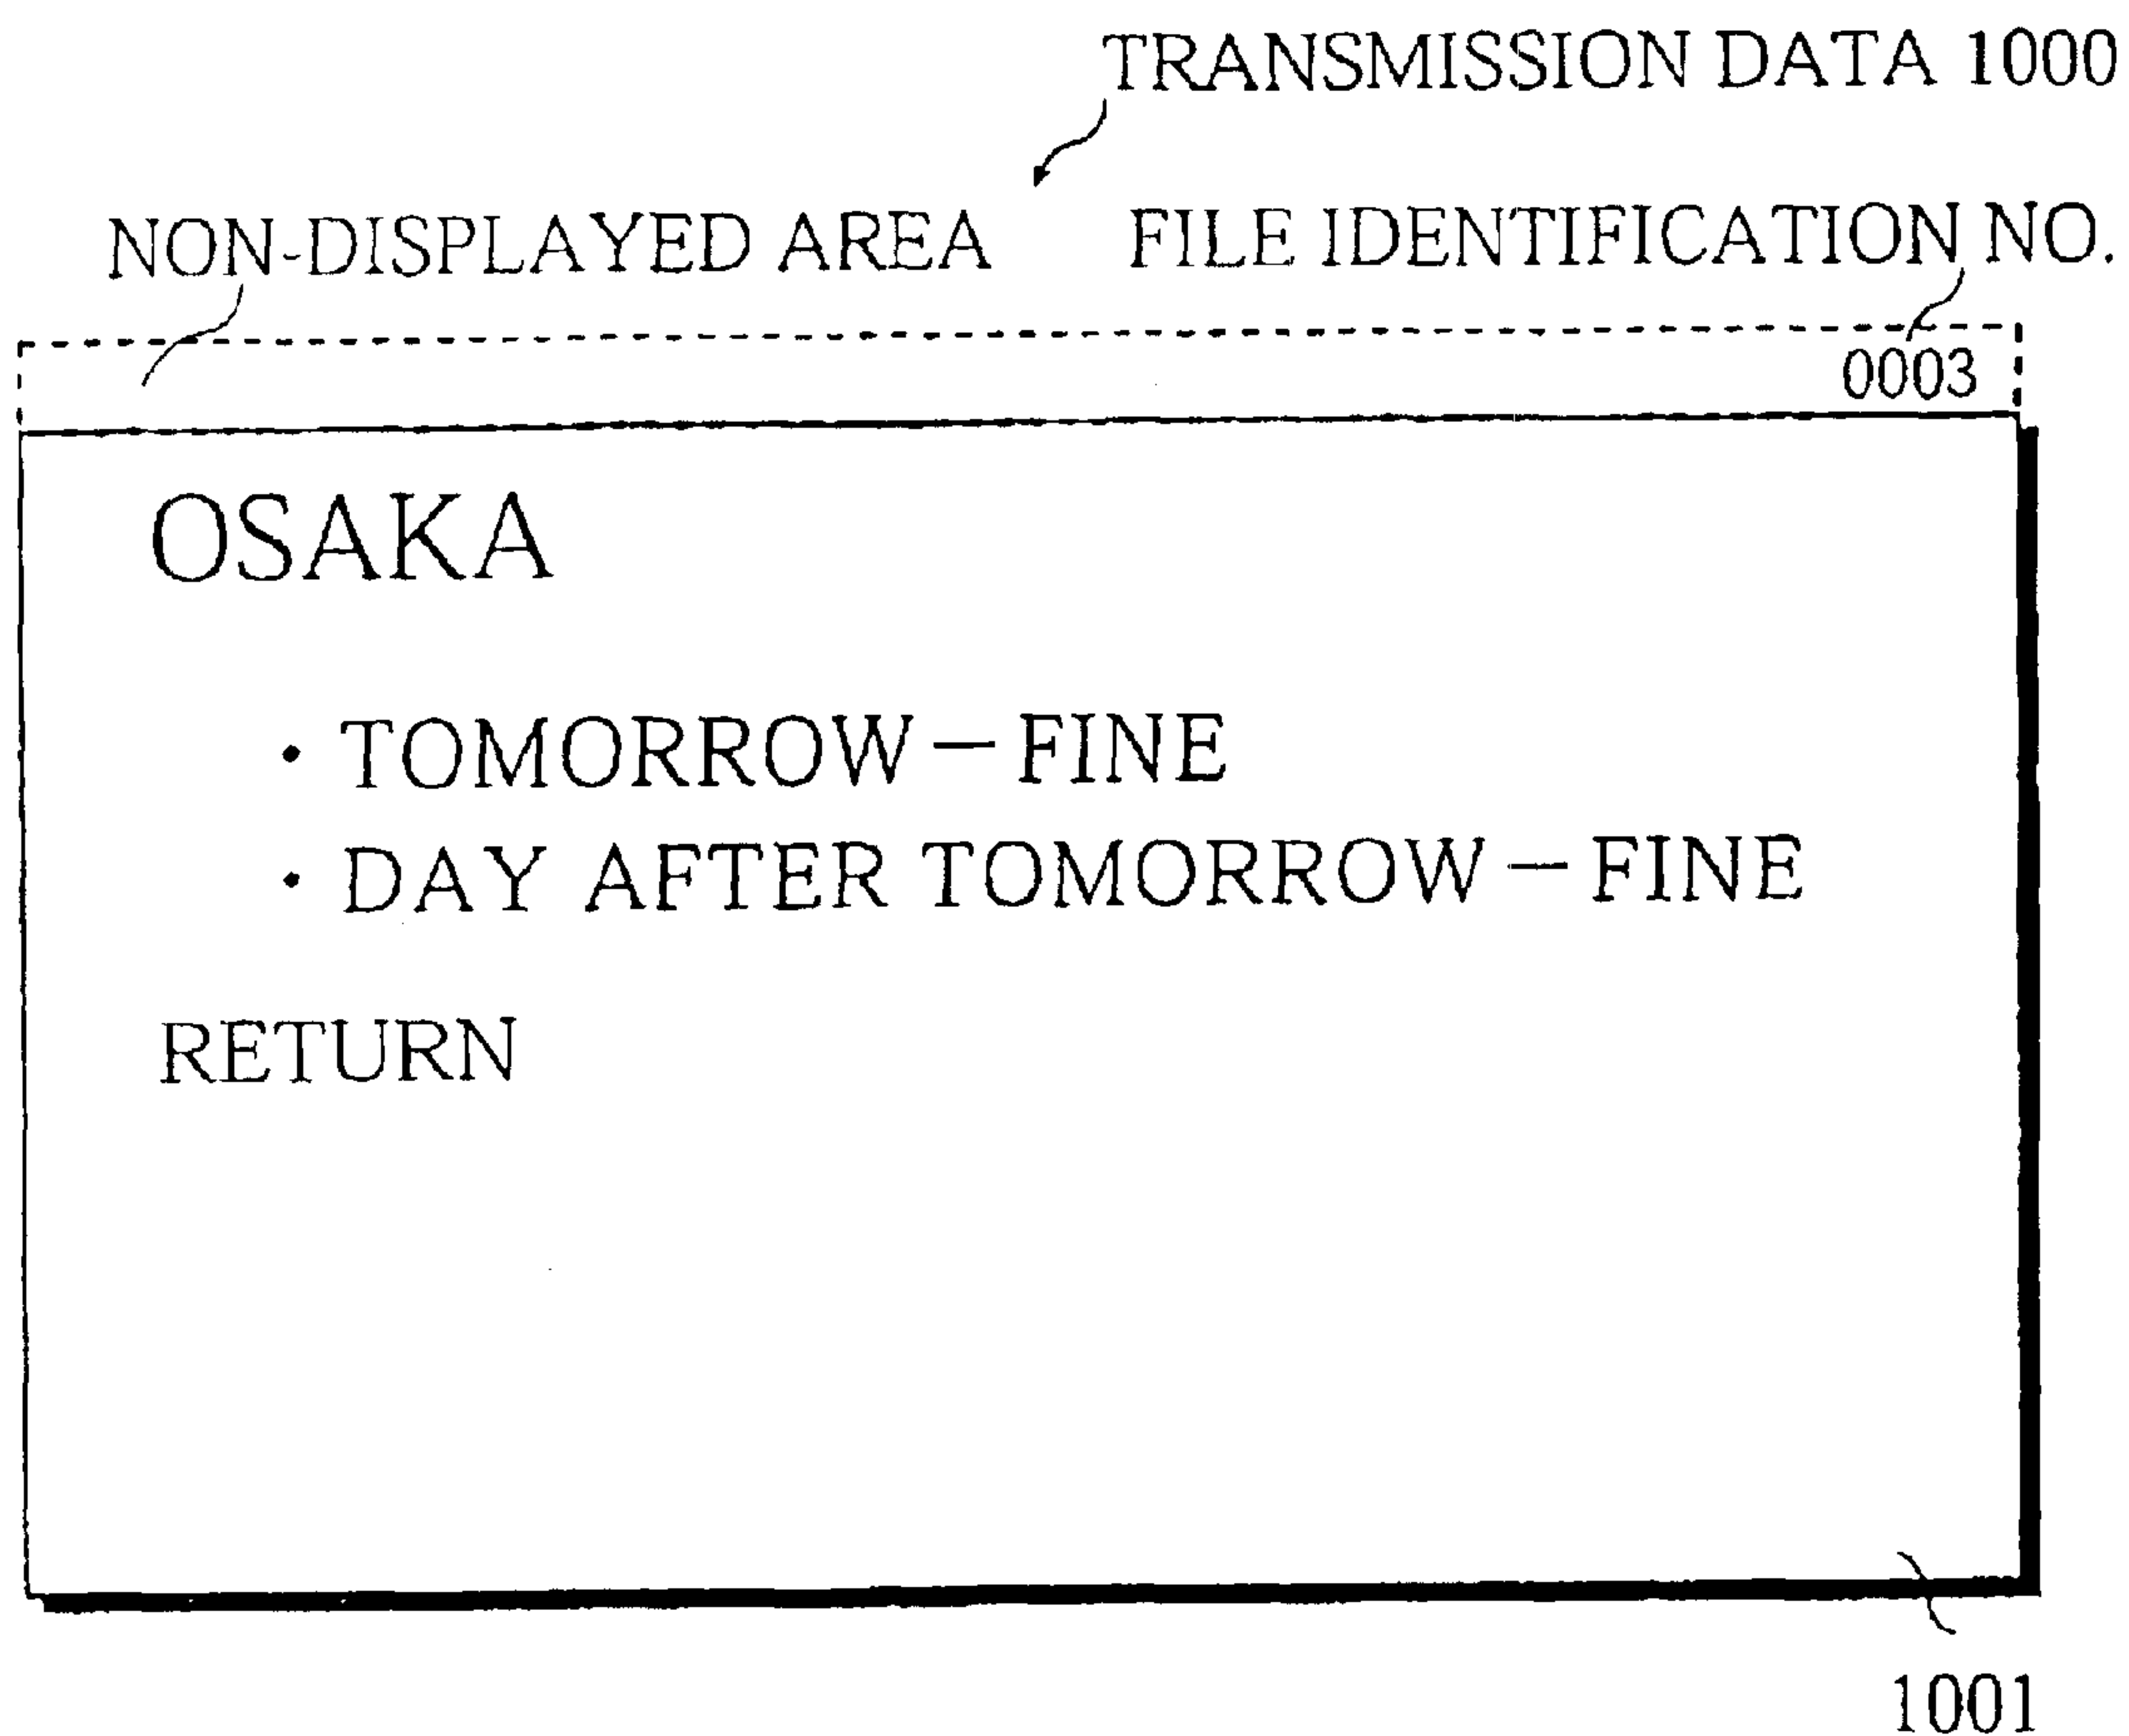 TRANSMISSION DATA 1000
NON-DISPLAYED AREA
FILE IDENTIFICATION NO.
0003
OSAKA
· TOMORROW — FINE
· DAY AFTER TOMORROW — FINE
RETURN
1001